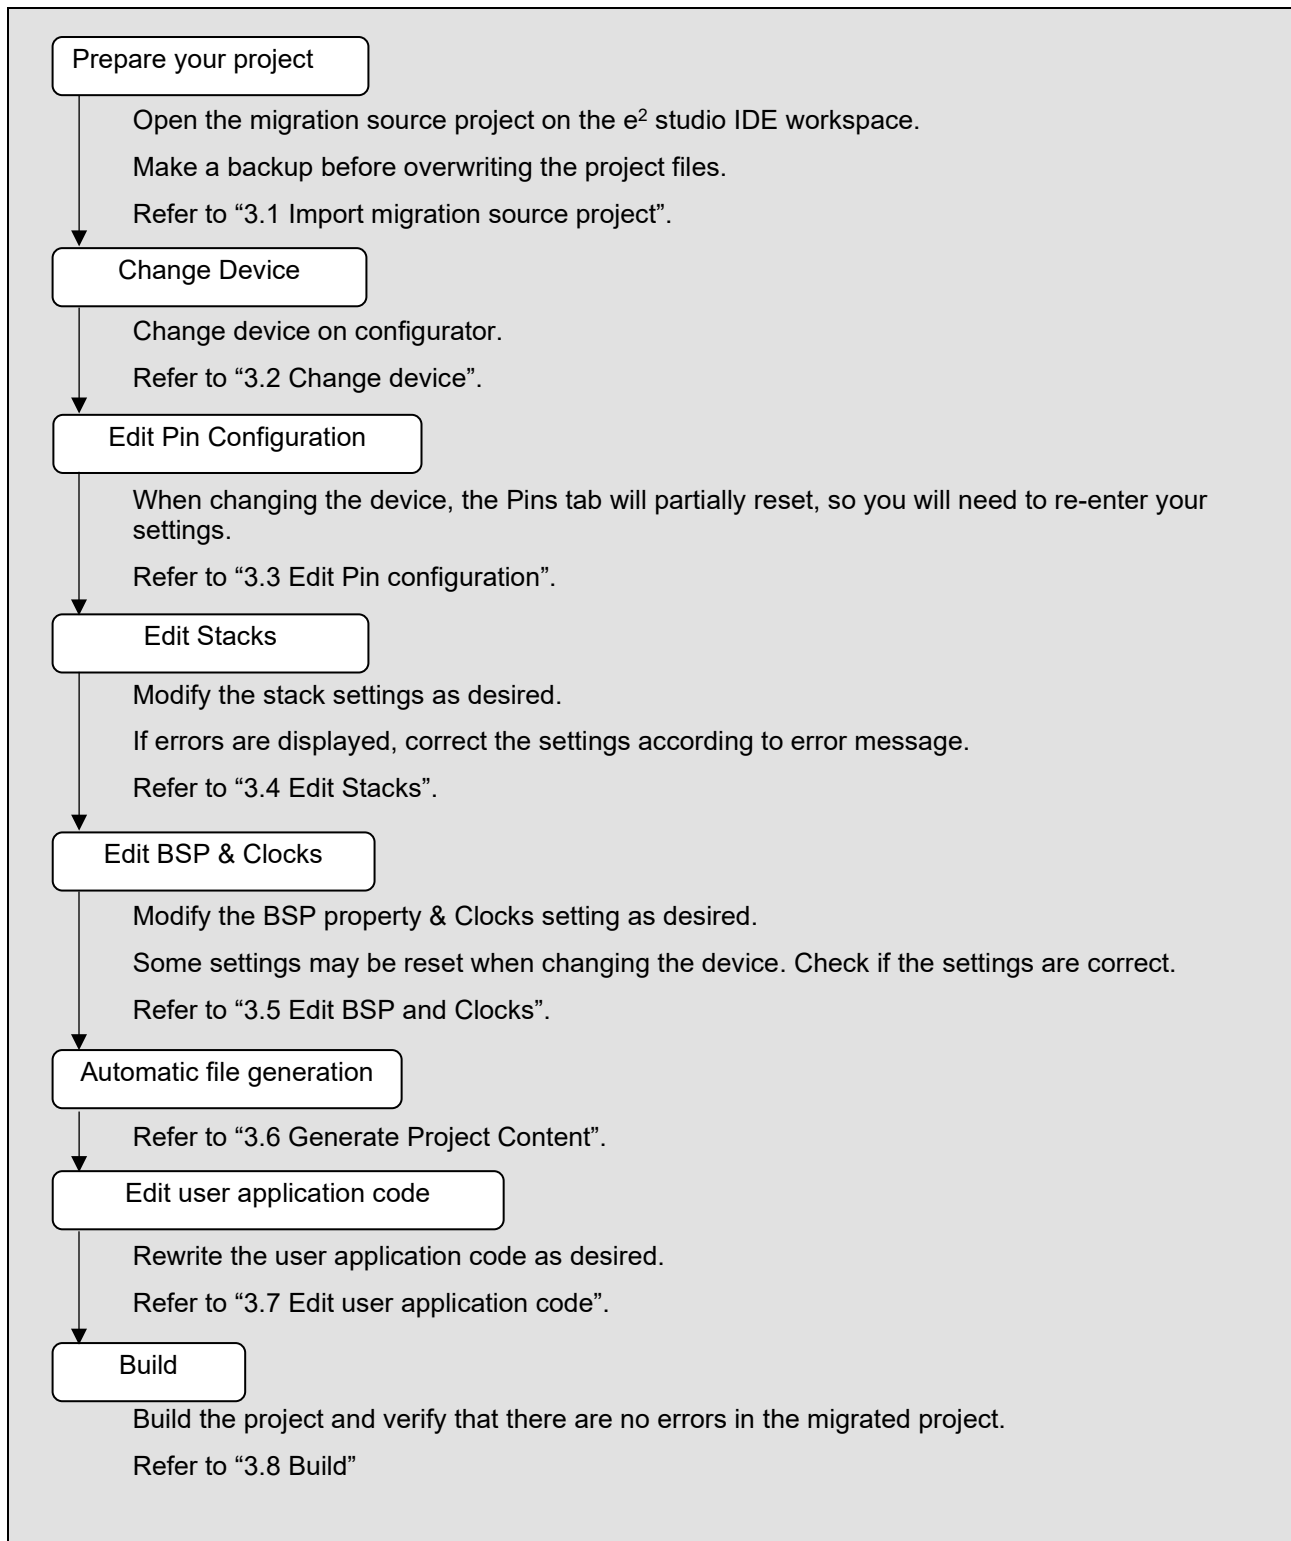 Prepare your project
Open the migration source project on the e² studio IDE workspace.
Make a backup before overwriting the project files.
Refer to “3.1 Import migration source project”.
Change Device
Change device on configurator.
Refer to “3.2 Change device”.
Edit Pin Configuration
When changing the device, the Pins tab will partially reset, so you will need to re-enter your
settings.
Refer to “3.3 Edit Pin configuration”.
Edit Stacks
Modify the stack settings as desired.
If errors are displayed, correct the settings according to error message.
Refer to “3.4 Edit Stacks”.
Edit BSP & Clocks
Modify the BSP property & Clocks setting as desired.
Some settings may be reset when changing the device. Check if the settings are correct.
Refer to “3.5 Edit BSP and Clocks”.
Automatic file generation
Refer to “3.6 Generate Project Content”.
Edit user application code
Rewrite the user application code as desired.
Refer to “3.7 Edit user application code”.
Build
Build the project and verify that there are no errors in the migrated project.
Refer to “3.8 Build”